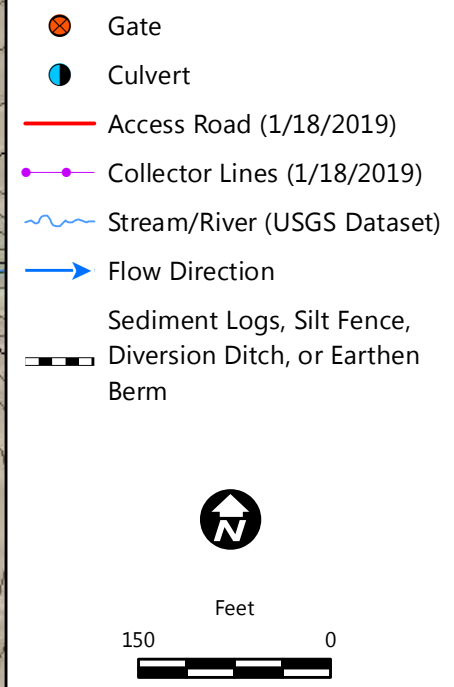 Gate
Culvert
Access Road (1/18/2019)
Collector Lines (1/18/2019)
Stream/River (USGS Dataset)
Flow Direction
Sediment Logs, Silt Fence,
Diversion Ditch, or Earthen
Berm
N
Feet
150 0